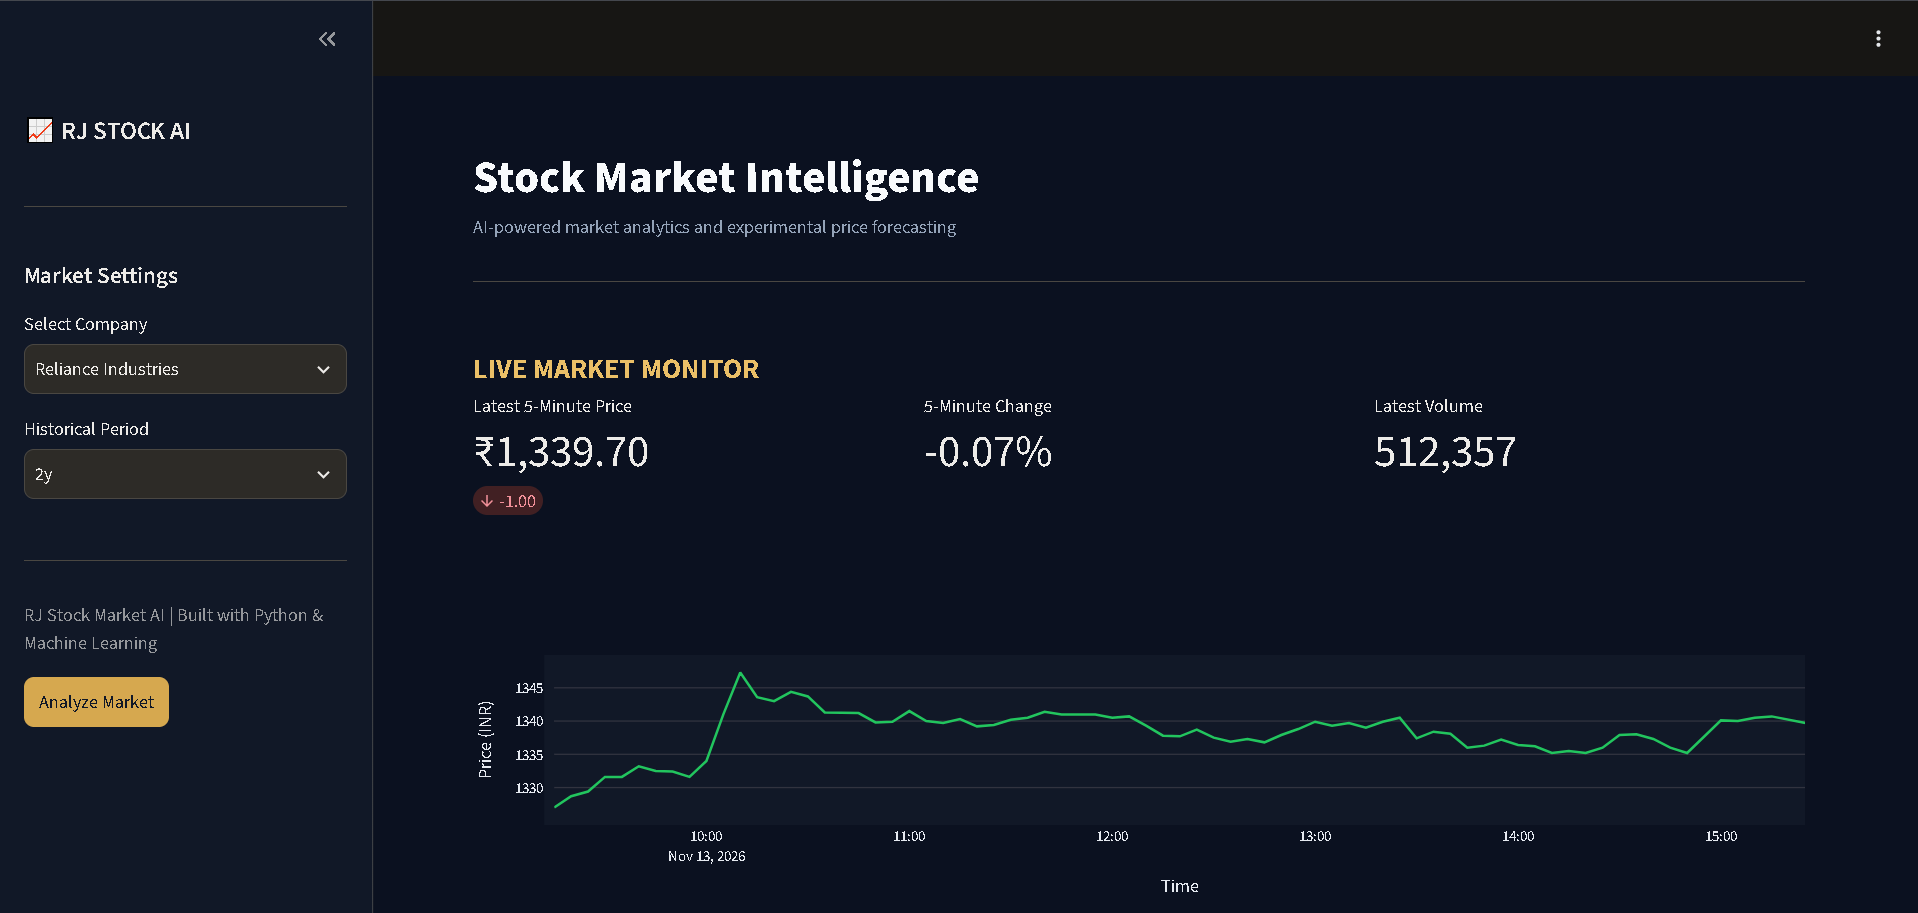 📈 RJ STOCK AI
Market Settings
Select Company
Reliance Industries
Historical Period
2y
RJ Stock Market AI | Built with Python &
Machine Learning
Analyze Market
Stock Market Intelligence
AI-powered market analytics and experimental price forecasting
LIVE MARKET MONITOR
Latest 5-Minute Price
₹1,339.70
↓ -1.00
5-Minute Change
-0.07%
Latest Volume
512,357
Price (INR)
1345
1340
1335
1330
10:00
Nov 13, 2026
11:00
12:00
13:00
14:00
15:00
Time